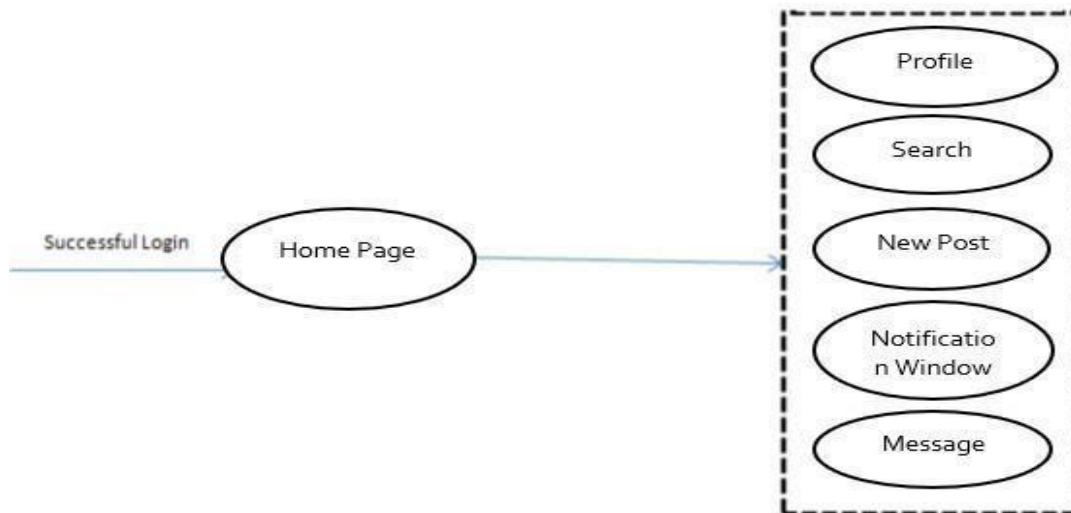 Profile
Search
Successful Login
Home Page
New Post
Notificatio
n Window
Message